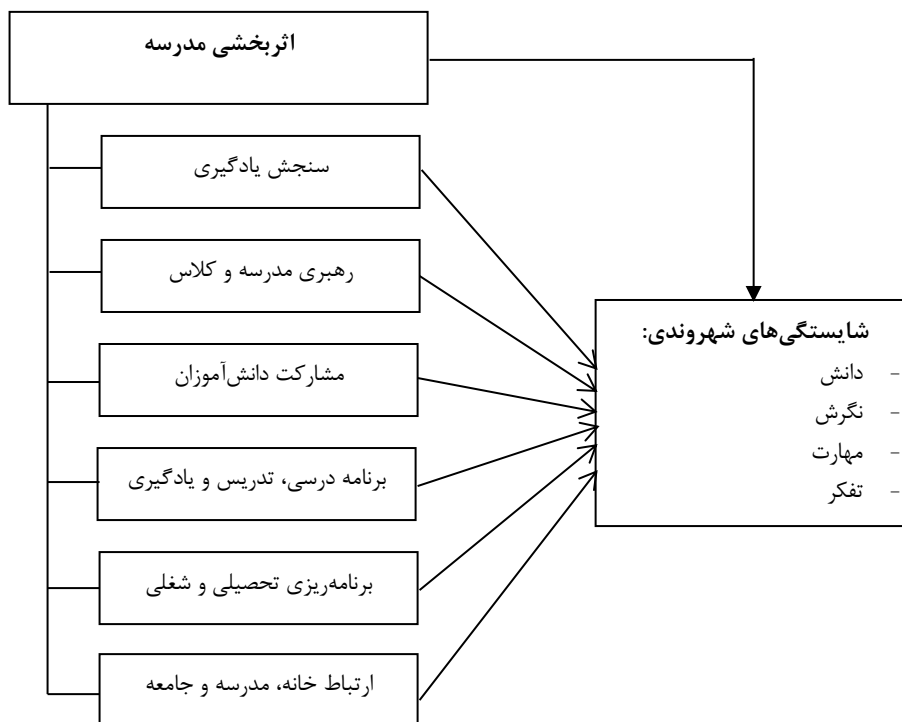 اثربخشی مدرسه
سنجش یادگیری
رهبری مدرسه و کلاس
مشارکت دانش‌آموزان
برنامه درسی، تدریس و یادگیری
برنامه‌ریزی تحصیلی و شغلی
ارتباط خانه، مدرسه و جامعه
شایستگی‌های شهروندی:
- دانش
- نگرش
- مهارت
- تفکر